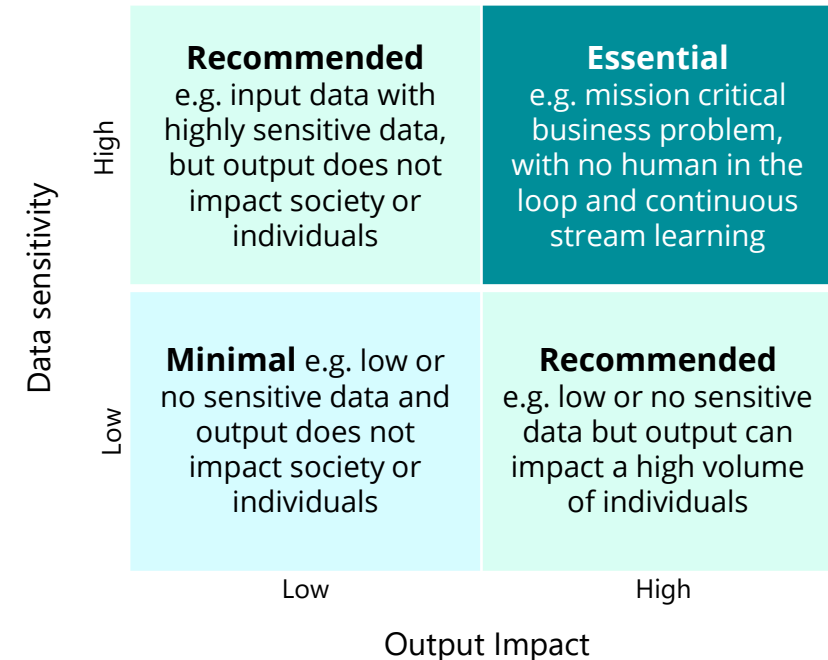 Recommended
e.g. input data with
highly sensitive data,
but output does not
impact society or
individuals
Essential
e.g. mission critical
business problem,
with no human in the
loop and continuous
stream learning
High
Data sensitivity
Minimal e.g. low or
no sensitive data and
output does not
impact society or
individuals
Recommended
e.g. low or no sensitive
data but output can
impact a high volume
of individuals
Low
Low
High
Output Impact